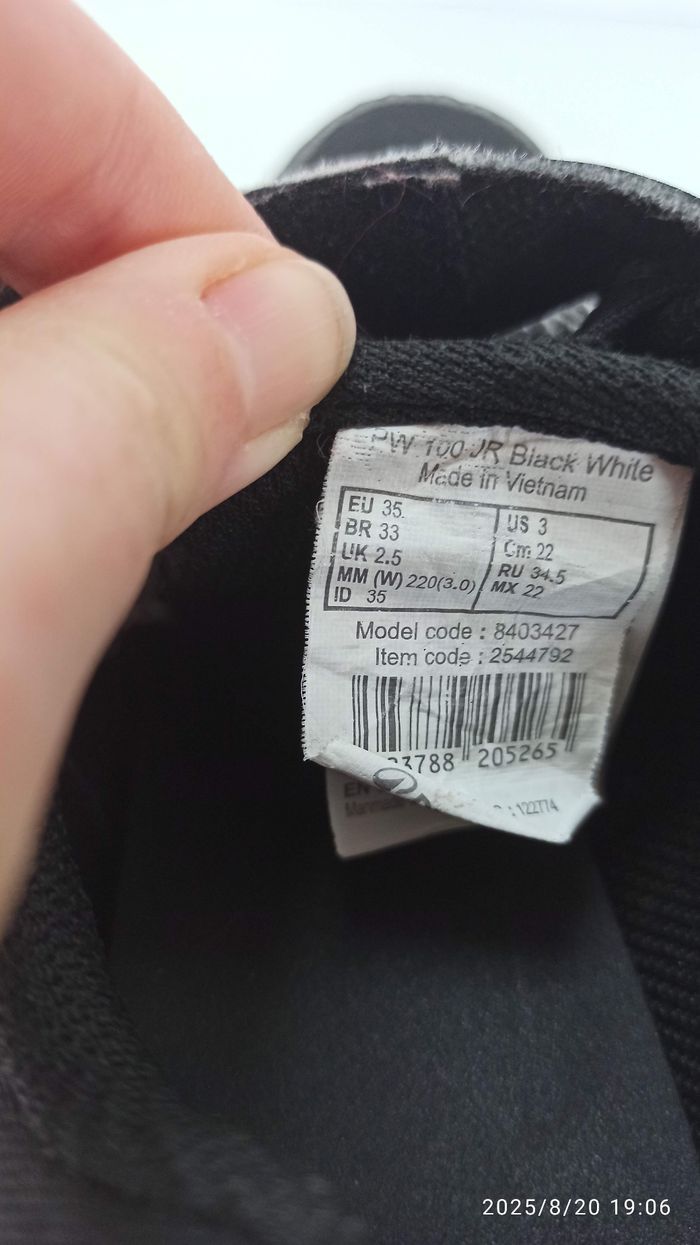 PW 100 JR Black White
Made in Vietnam
EU 35 US 3
BR 33 Cm 22
UK 2.5 RU 34.5
MM (W) 220(3.0) MX 22
ID 35
Model code : 8403427
Item code : 2544792
3788 205265
: 122774
2025/8/20 19:06